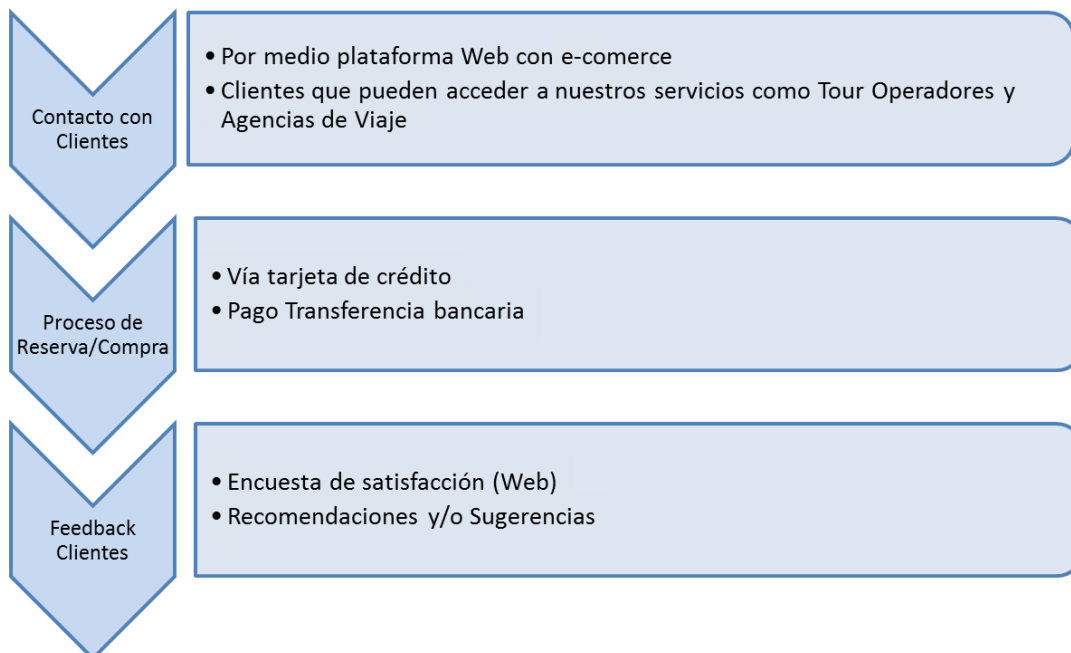 Contacto con
Clientes
• Por medio plataforma Web con e-comerce
• Clientes que pueden acceder a nuestros servicios como Tour Operadores y
Agencias de Viaje
Proceso de
Reserva/Compra
• Vía tarjeta de crédito
• Pago Transferencia bancaria
Feedback
Clientes
• Encuesta de satisfacción (Web)
• Recomendaciones y/o Sugerencias